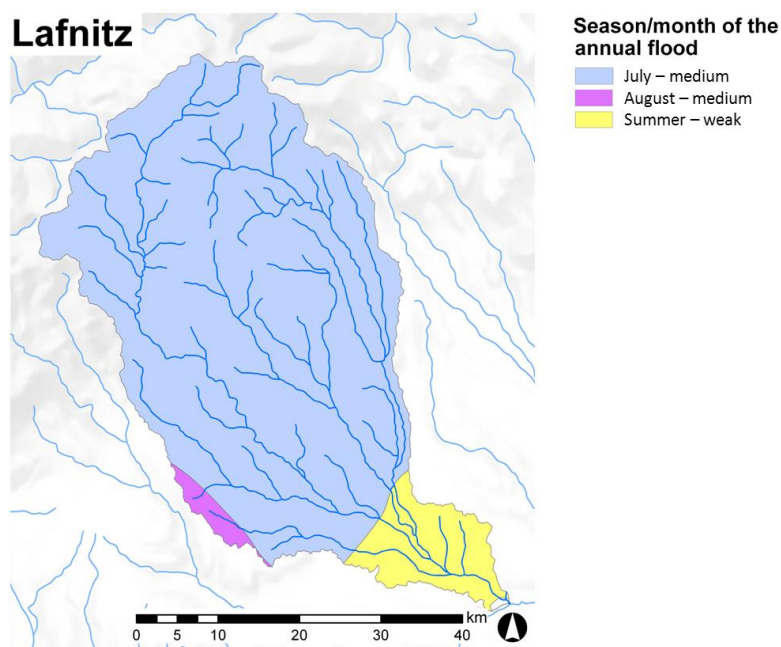 Lafnitz
Season/month of the
annual flood
July – medium
August – medium
Summer – weak
km
0 5 10 20 30 40